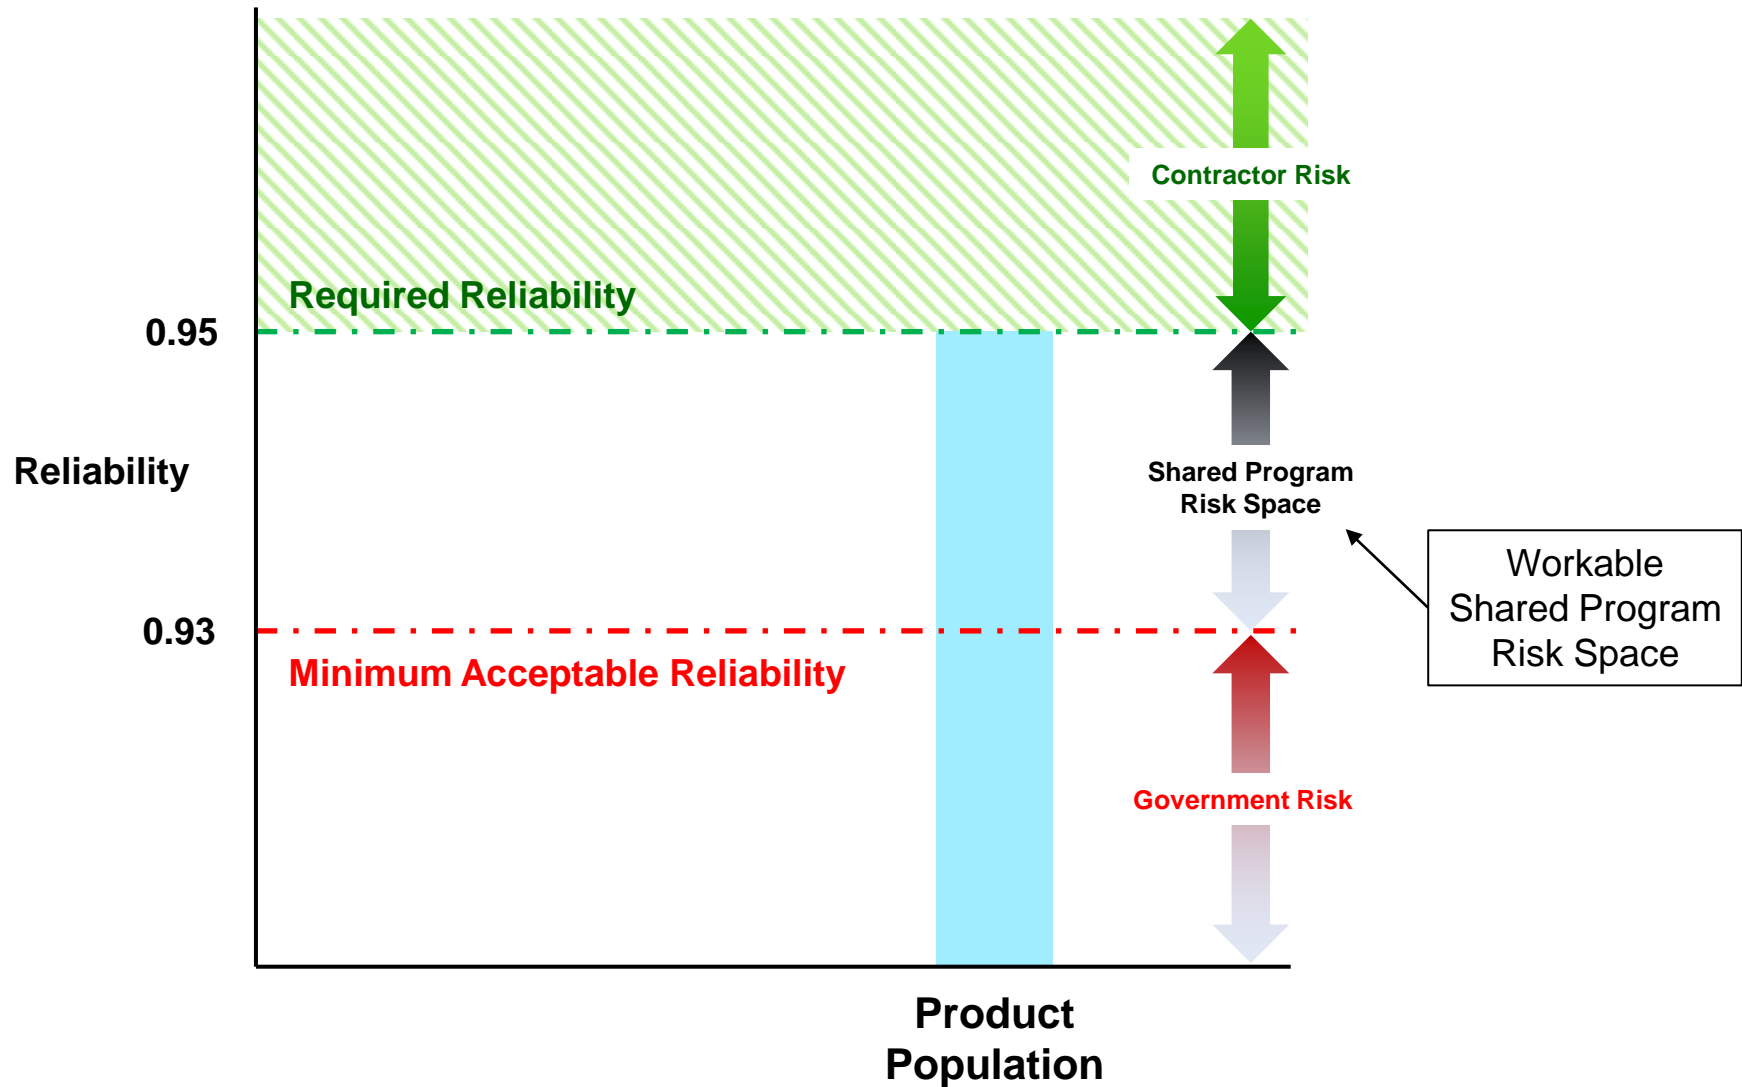 Contractor Risk
Required Reliability
0.95
Reliability
Shared Program
Risk Space
Workable
Shared Program
Risk Space
0.93
Minimum Acceptable Reliability
Government Risk
Product
Population